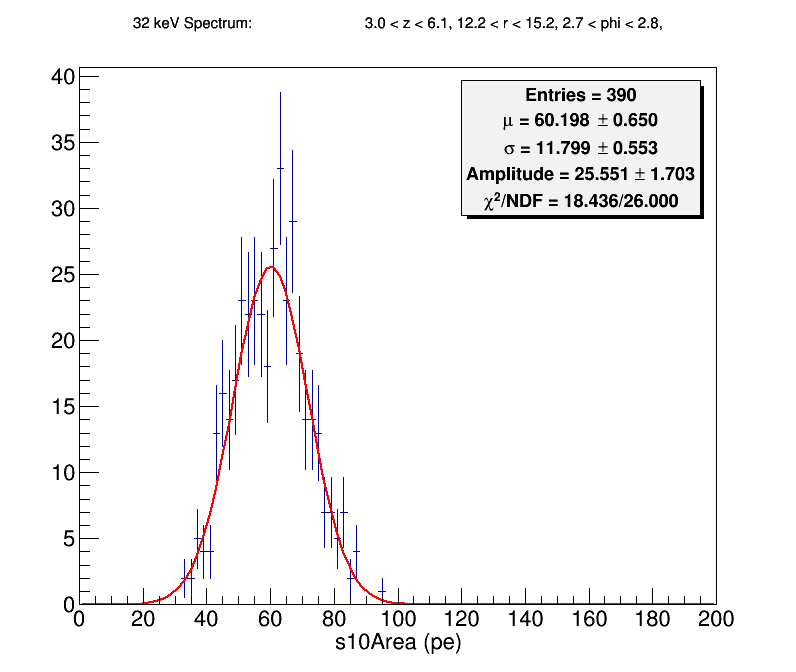 32 keV Spectrum: 3.0 < z < 6.1, 12.2 < r < 15.2, 2.7 < phi < 2.8,
Entries = 390
μ = 60.198 ± 0.650
σ = 11.799 ± 0.553
Amplitude = 25.551 ± 1.703
χ²/NDF = 18.436/26.000
40
35
30
25
20
15
10
5
0
0 20 40 60 80 100 120 140 160 180 200
s10Area (pe)